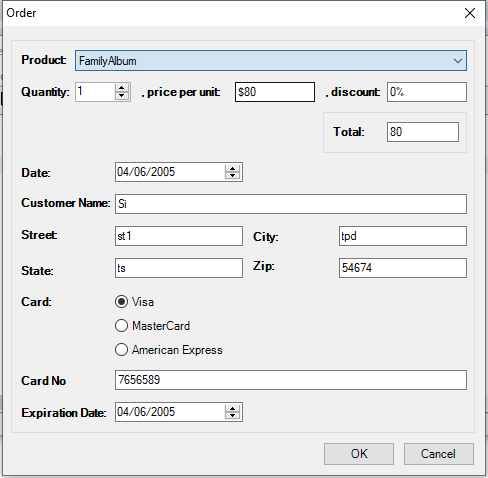 Order
Product: FamilyAlbum
Quantity: 1 , price per unit: $80 , discount: 0%
Total: 80
Date: 04/06/2005
Customer Name: Si
Street: st1 City: tpd
State: ts Zip: 54674
Card: Visa
MasterCard
American Express
Card No 7656589
Expiration Date: 04/06/2005
OK Cancel